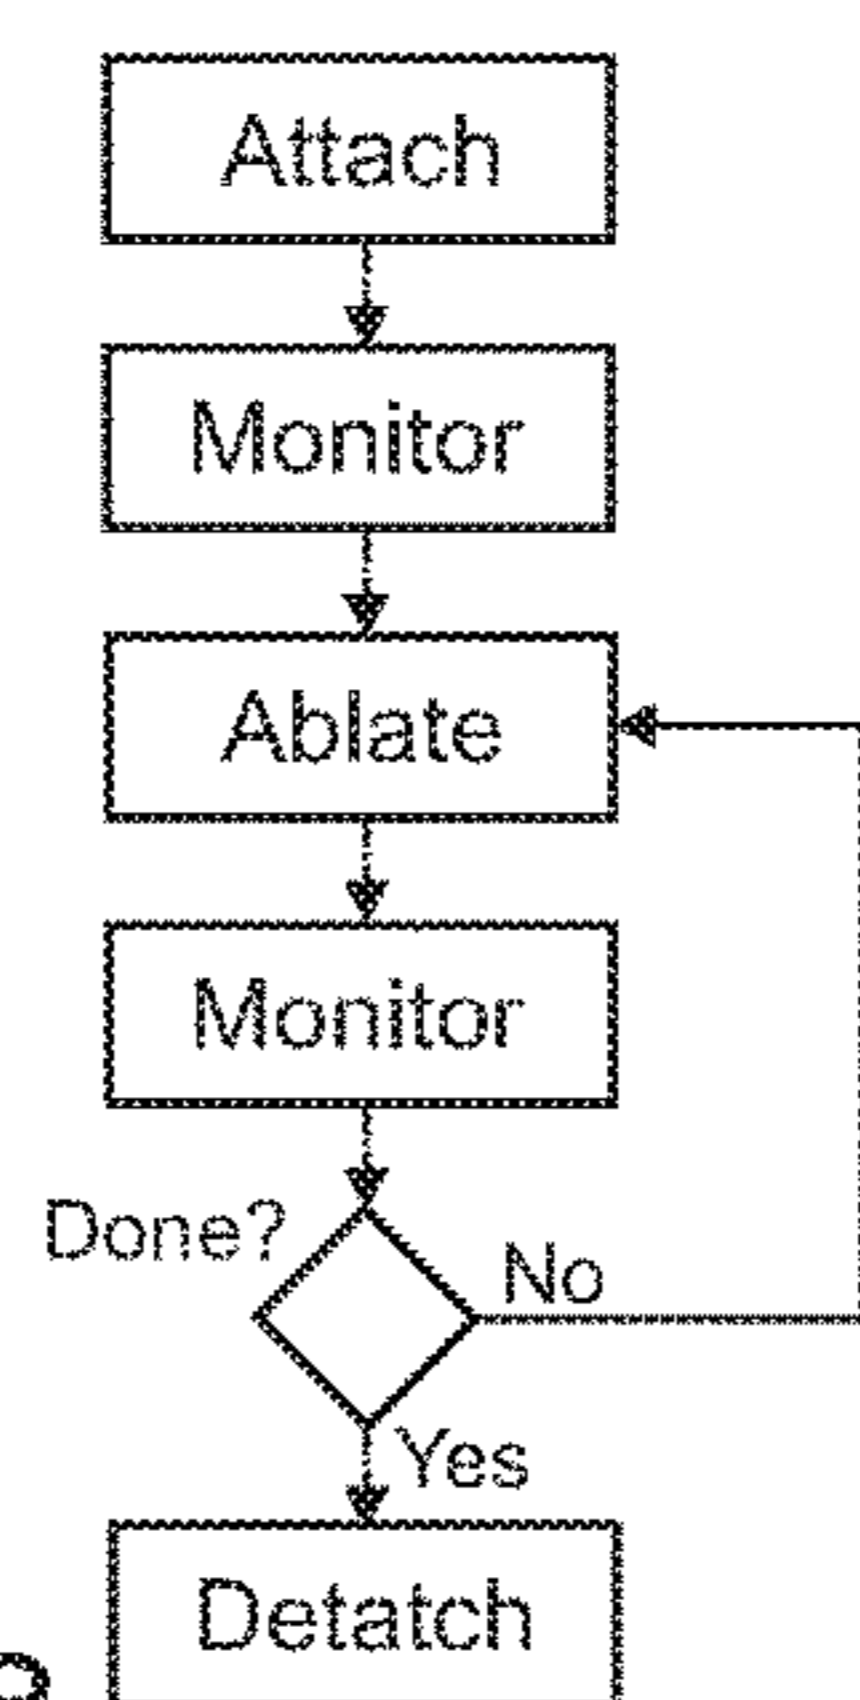 Attach
Monitor
Ablate
Monitor
Done?
No
Yes
Detatch